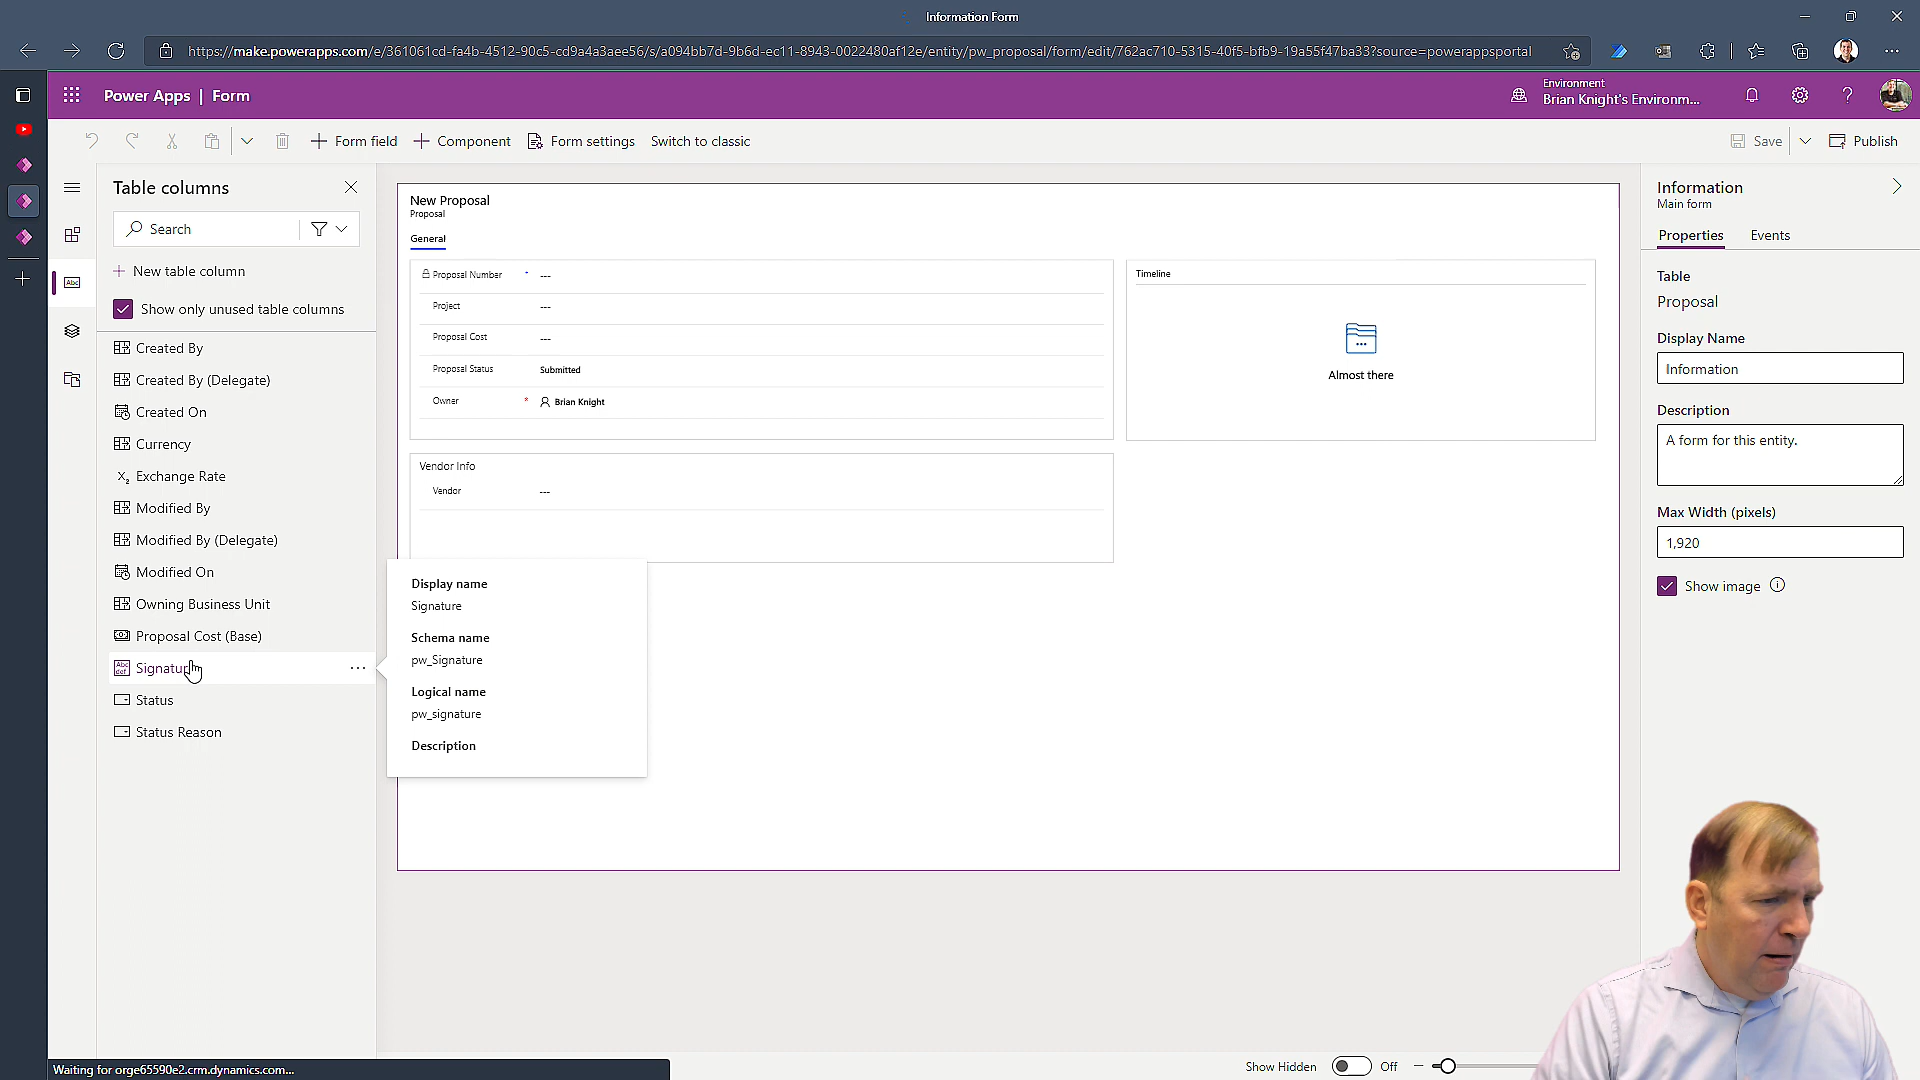 Information Form
https://make.powerapps.com/e/361061cd-fa4b-4512-90c5-cd9a4a3aee56/s/a094bb7d-9b6d-ec11-8943-0022480af12e/entity/pw_proposal/form/edit/762ac710-5315-40f5-bfb9-19a55f47ba33?source=powerappsportal
Power Apps | Form
Environment
Brian Knight's Environm...
Form field
Component
Form settings
Switch to classic
Save
Publish
Table columns
Search
New table column
Show only unused table columns
Created By
Created By (Delegate)
Created On
Currency
Exchange Rate
Modified By
Modified By (Delegate)
Modified On
Owning Business Unit
Proposal Cost (Base)
Signature
Status
Status Reason
New Proposal
Proposal
General
Proposal Number * ---
Project ---
Proposal Cost ---
Proposal Status Submitted
Owner * Brian Knight
Timeline
Almost there
Vendor Info
Vendor ---
Display name
Signature
Schema name
pw_Signature
Logical name
pw_signature
Description
Information
Main form
Properties Events
Table
Proposal
Display Name
Information
Description
A form for this entity.
Max Width (pixels)
1,920
Show image
Waiting for orge65590e2.crm.dynamics.com...
Show Hidden Off